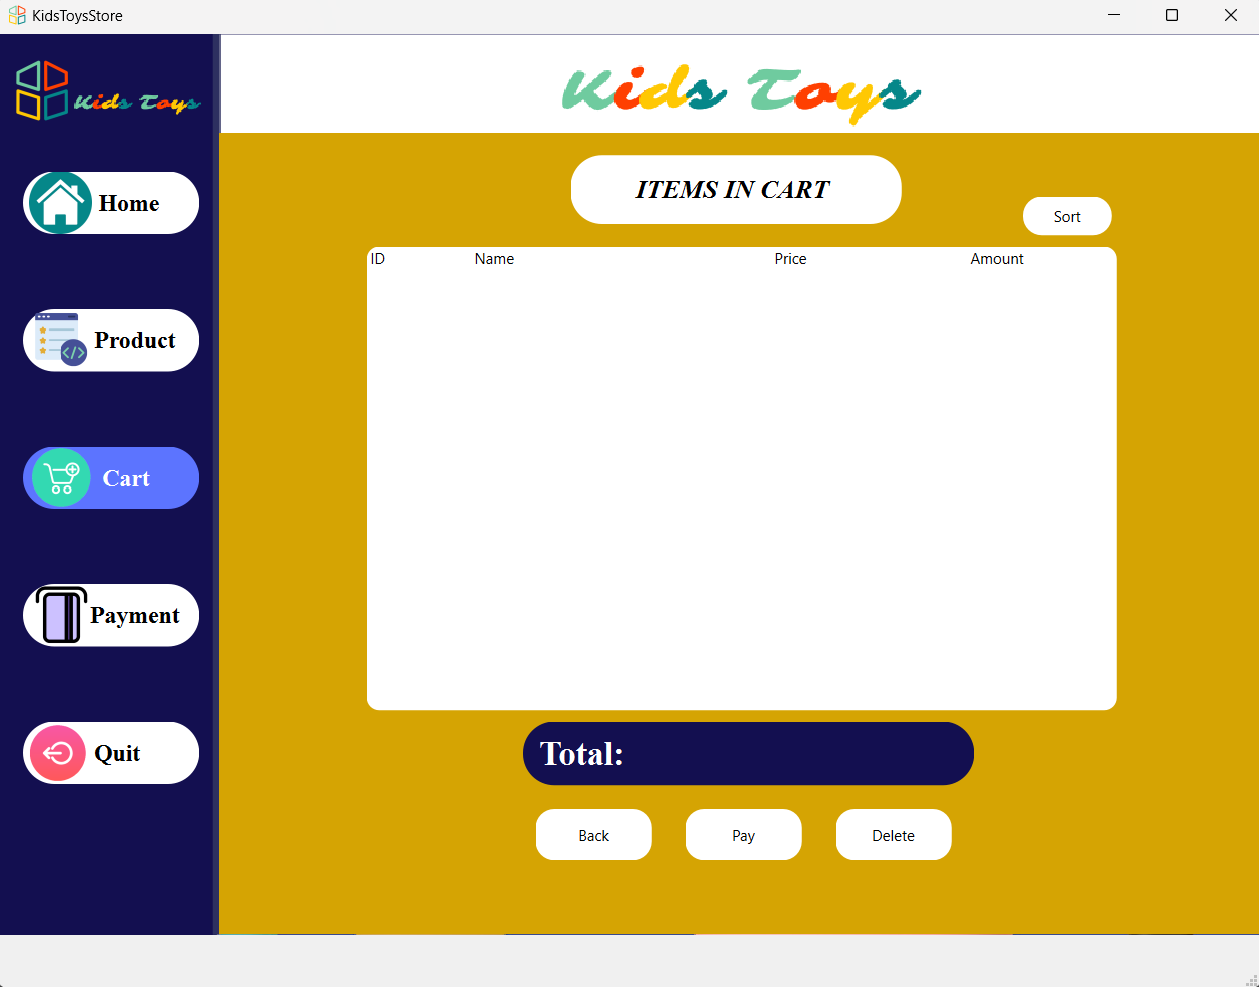 KidsToysStore
Kids Toys
Kids Toys
Home
Product
Cart
Payment
Quit
ITEMS IN CART
Sort
ID Name Price Amount
Total:
Back Pay Delete